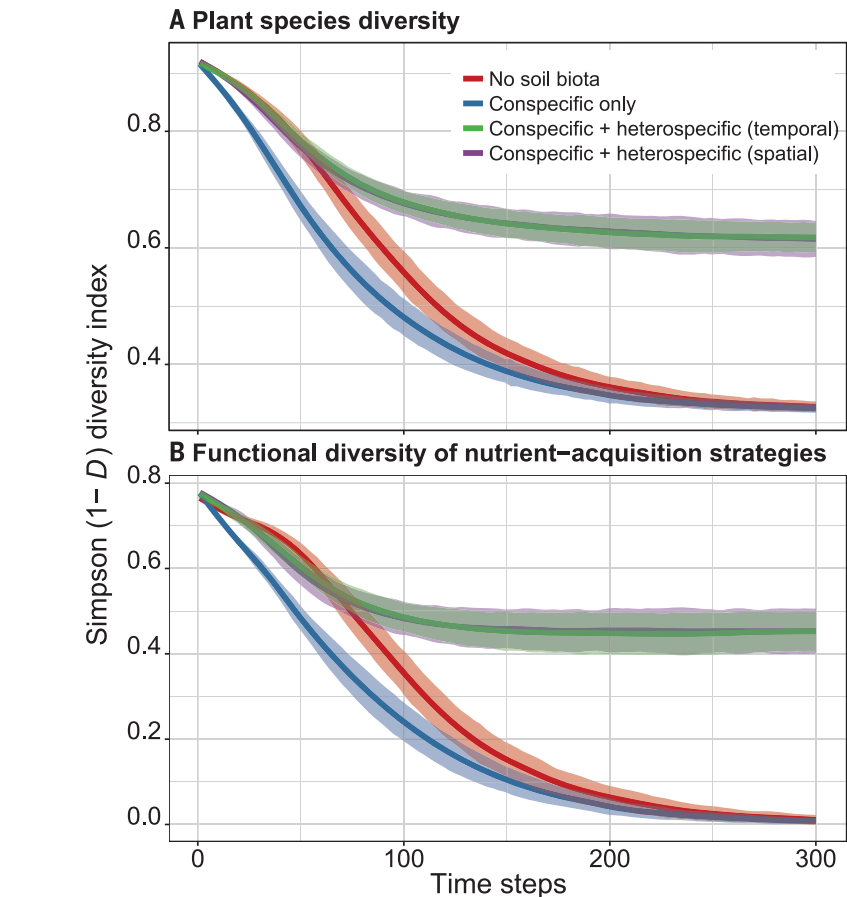 A Plant species diversity
No soil biota
Conspecific only
Conspecific + heterospecific (temporal)
Conspecific + heterospecific (spatial)
0.8
0.6
0.4
Simpson (1− D) diversity index
B Functional diversity of nutrient−acquisition strategies
0.8
0.6
0.4
0.2
0.0
0 100 200 300
Time steps